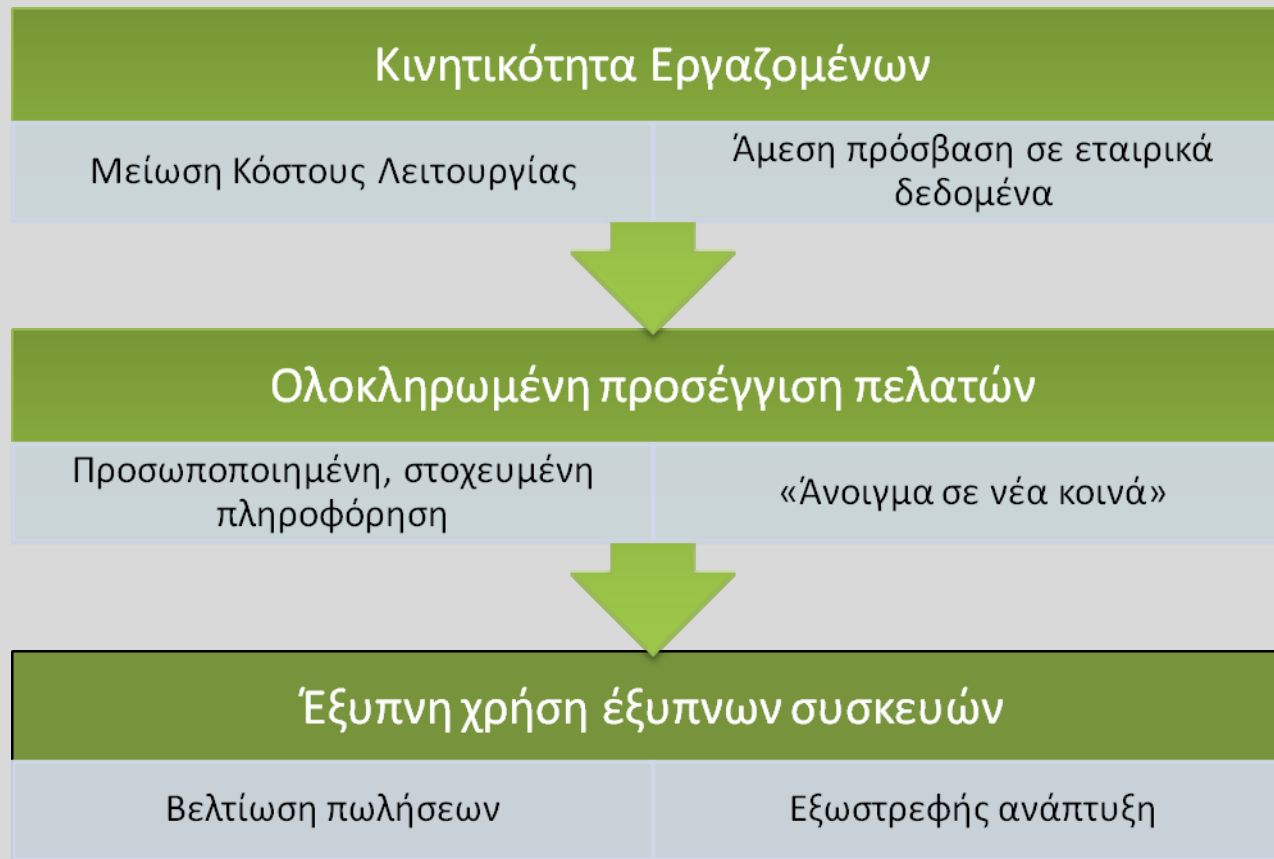 Κινητικότητα Εργαζομένων
Μείωση Κόστους Λειτουργίας
Άμεση πρόσβαση σε εταιρικά
δεδομένα
Ολοκληρωμένη προσέγγιση πελατών
Προσωποποιημένη, στοχευμένη
πληροφόρηση
«Άνοιγμα σε νέα κοινά»
Έξυπνη χρήση έξυπνων συσκευών
Βελτίωση πωλήσεων
Εξωστρεφής ανάπτυξη